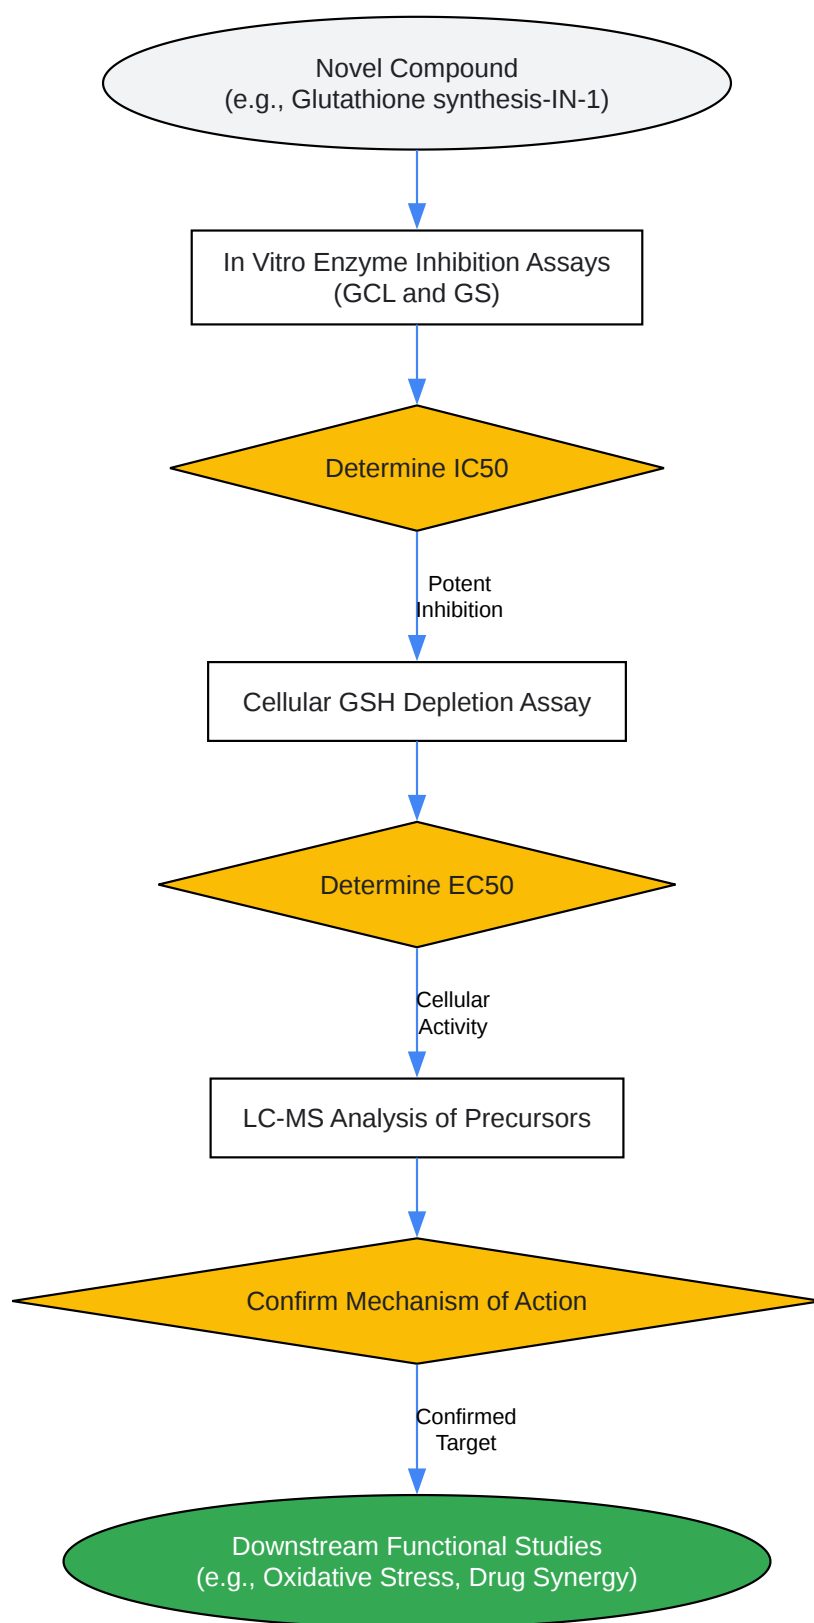 Novel Compound
(e.g., Glutathione synthesis-IN-1)
In Vitro Enzyme Inhibition Assays
(GCL and GS)
Determine IC50
Potent
Inhibition
Cellular GSH Depletion Assay
Determine EC50
Cellular
Activity
LC-MS Analysis of Precursors
Confirm Mechanism of Action
Confirmed
Target
Downstream Functional Studies
(e.g., Oxidative Stress, Drug Synergy)